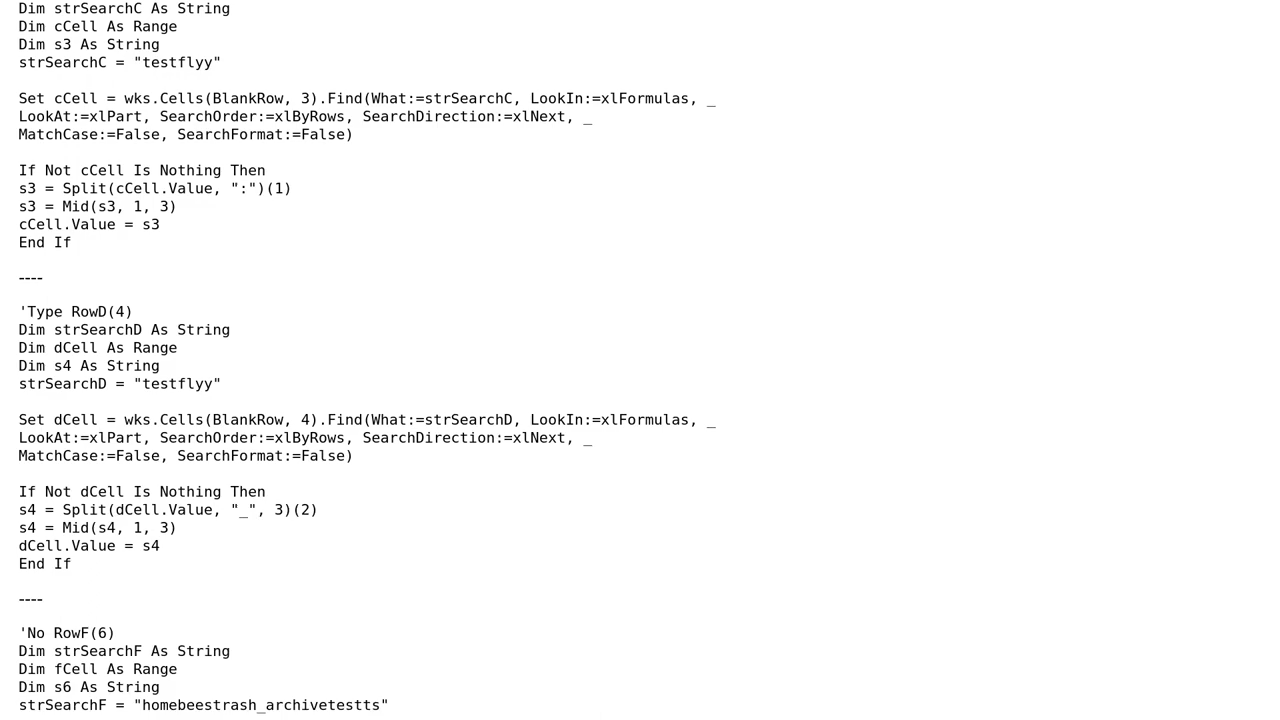 Dim strSearchC As String
Dim cCell As Range
Dim s3 As String
strSearchC = "testflyy"
Set cCell = wks.Cells(BlankRow, 3).Find(What:=strSearchC, LookIn:=xlFormulas, _
LookAt:=xlPart, SearchOrder:=xlByRows, SearchDirection:=xlNext, _
MatchCase:=False, SearchFormat:=False)
If Not cCell Is Nothing Then
s3 = Split(cCell.Value, ":")(1)
s3 = Mid(s3, 1, 3)
cCell.Value = s3
End If
----
'Type RowD(4)
Dim strSearchD As String
Dim dCell As Range
Dim s4 As String
strSearchD = "testflyy"
Set dCell = wks.Cells(BlankRow, 4).Find(What:=strSearchD, LookIn:=xlFormulas, _
LookAt:=xlPart, SearchOrder:=xlByRows, SearchDirection:=xlNext, _
MatchCase:=False, SearchFormat:=False)
If Not dCell Is Nothing Then
s4 = Split(dCell.Value, "_", 3)(2)
s4 = Mid(s4, 1, 3)
dCell.Value = s4
End If
----
'No RowF(6)
Dim strSearchF As String
Dim fCell As Range
Dim s6 As String
strSearchF = "homebeestrash_archivetestts"